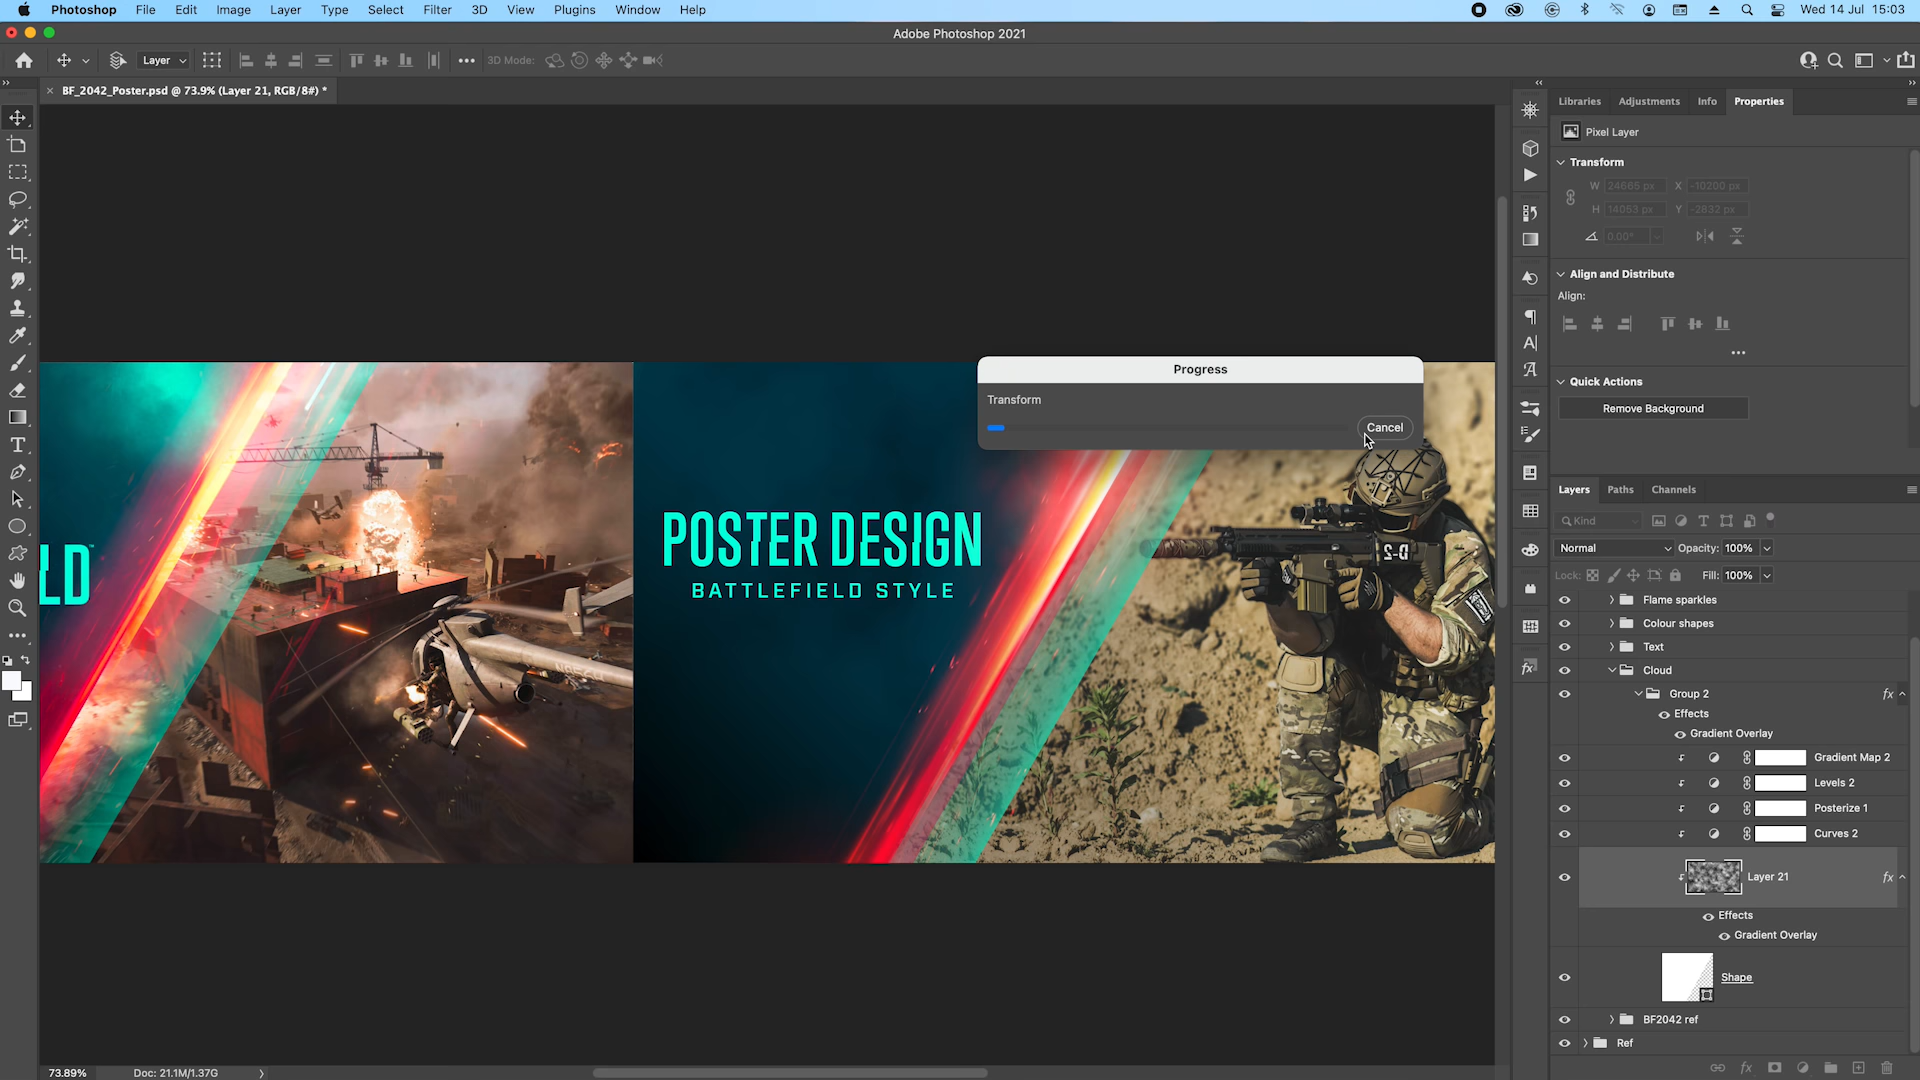 Photoshop File Edit Image Layer Type Select Filter 3D View Plugins Window Help Wed 14 Jul 15:03
Adobe Photoshop 2021
Layer 3D Mode:
BF_2042_Poster.psd @ 73.9% (Layer 21, RGB/8#) *
Libraries Adjustments Info Properties
Pixel Layer
Transform
W 24665 px X -10200 px
H 14053 px Y -2832 px
0.00°
Align and Distribute
Align:
Quick Actions
Remove Background
Progress
Transform
Cancel
LD
POSTER DESIGN
BATTLEFIELD STYLE
Layers Paths Channels
Kind
Normal Opacity: 100%
Lock: Fill: 100%
Flame sparkles
Colour shapes
Text
Cloud
Group 2 fx
Effects
Gradient Overlay
Gradient Map 2
Levels 2
Posterize 1
Curves 2
Layer 21 fx
Effects
Gradient Overlay
Shape
BF2042 ref
Ref
73.89% Doc: 21.1M/1.37G